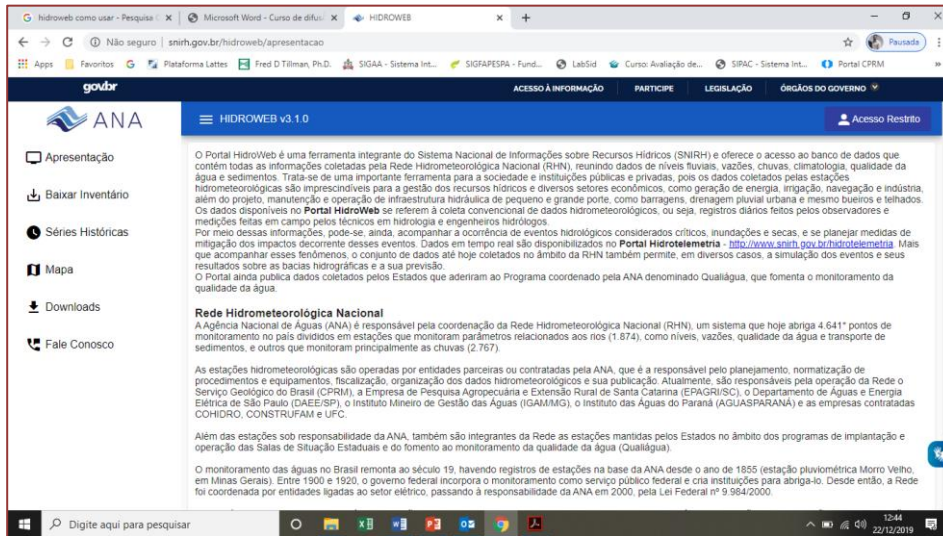 hidroweb como usar - Pesquisa
Microsoft Word - Curso de difus
HIDROWEB
Não seguro | snirh.gov.br/hidroweb/apresentacao
Pausada
Apps
Favoritos
Plataforma Lattes
Fred D Tillman, Ph.D.
SIGAA - Sistema Int...
SIGFAPESPA - Fund...
LabSid
Curso: Avaliação de...
SIPAC - Sistema Int...
Portal CPRM
govbr
ACESSO À INFORMAÇÃO
PARTICIPE
LEGISLAÇÃO
ÓRGÃOS DO GOVERNO
ANA
HIDROWEB v3.1.0
Acesso Restrito
Apresentação
Baixar Inventário
Séries Históricas
Mapa
Downloads
Fale Conosco
O Portal HidroWeb é uma ferramenta integrante do Sistema Nacional de Informações sobre Recursos Hídricos (SNIRH) e oferece o acesso ao banco de dados que
contém todas as informações coletadas pela Rede Hidrometeorológica Nacional (RHN), reunindo dados de níveis fluviais, vazões, chuvas, climatologia, qualidade da
água e sedimentos. Trata-se de uma importante ferramenta para a sociedade e instituições públicas e privadas, pois os dados coletados pelas estações
hidrometeorológicas são imprescindíveis para a gestão dos recursos hídricos e diversos setores econômicos, como geração de energia, irrigação, navegação e indústria,
além do projeto, manutenção e operação de infraestrutura hidráulica de pequeno e grande porte, como barragens, drenagem pluvial urbana e mesmo bueiros e telhados.
Os dados disponíveis no Portal HidroWeb se referem à coleta convencional de dados hidrometeorológicos, ou seja, registros diários feitos pelos observadores e
medições feitas em campo pelos técnicos em hidrologia e engenheiros hidrólogos.
Por meio dessas informações, pode-se, ainda, acompanhar a ocorrência de eventos hidrológicos considerados críticos, inundações e secas, e se planejar medidas de
mitigação dos impactos decorrente desses eventos. Dados em tempo real são disponibilizados no Portal Hidrotelemetria - http://www.snirh.gov.br/hidrotelemetria. Mais
que acompanhar esses fenômenos, o conjunto de dados até hoje coletados no âmbito da RHN também permite, em diversos casos, a simulação dos eventos e seus
resultados sobre as bacias hidrográficas e a sua previsão.
O Portal ainda publica dados coletados pelos Estados que aderiram ao Programa coordenado pela ANA denominado Qualiágua, que fomenta o monitoramento da
qualidade da água.
Rede Hidrometeorológica Nacional
A Agência Nacional de Águas (ANA) é responsável pela coordenação da Rede Hidrometeorológica Nacional (RHN), um sistema que hoje abriga 4.641* pontos de
monitoramento no país divididos em estações que monitoram parâmetros relacionados aos rios (1.874), como níveis, vazões, qualidade da água e transporte de
sedimentos, e outros que monitoram principalmente as chuvas (2.767).
As estações hidrometeorológicas são operadas por entidades parceiras ou contratadas pela ANA, que é a responsável pelo planejamento, normatização de
procedimentos e equipamentos, fiscalização, organização dos dados hidrometeorológicos e sua publicação. Atualmente, são responsáveis pela operação da Rede o
Serviço Geológico do Brasil (CPRM), a Empresa de Pesquisa Agropecuária e Extensão Rural de Santa Catarina (EPAGRI/SC), o Departamento de Águas e Energia
Elétrica de São Paulo (DAEE/SP), o Instituto Mineiro de Gestão das Águas (IGAM/MG), o Instituto das Águas do Paraná (AGUASPARANÁ) e as empresas contratadas
COHIDRO, CONSTRUFAM e UFC.
Além das estações sob responsabilidade da ANA, também são integrantes da Rede as estações mantidas pelos Estados no âmbito dos programas de implantação e
operação das Salas de Situação Estaduais e do fomento ao monitoramento da qualidade da água (Qualiágua).
O monitoramento das águas no Brasil remonta ao século 19, havendo registros de estações na base da ANA desde o ano de 1855 (estação pluviométrica Morro Velho,
em Minas Gerais). Entre 1900 e 1920, o governo federal incorpora o monitoramento como serviço público federal e cria instituições para abriga-lo. Desde então, a Rede
foi coordenada por entidades ligadas ao setor elétrico, passando à responsabilidade da ANA em 2000, pela Lei Federal nº 9.984/2000.
Digite aqui para pesquisar
12:44
22/12/2019